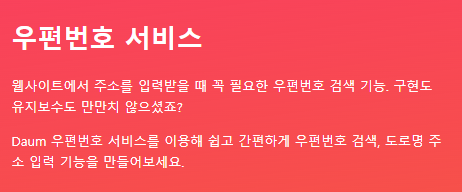 우편번호 서비스
웹사이트에서 주소를 입력받을 때 꼭 필요한 우편번호 검색 기능. 구현도
유지보수도 만만치 않으셨죠?
Daum 우편번호 서비스를 이용해 쉽고 간편하게 우편번호 검색, 도로명 주
소 입력 기능을 만들어보세요.